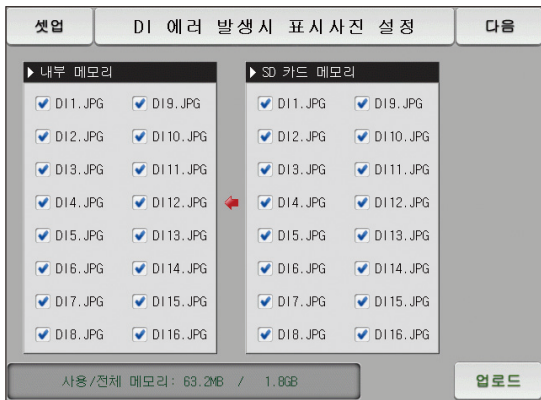 셋업 DI 에러 발생시 표시사진 설정 다음
▶ 내부 메모리
DI1.JPG DI9.JPG
DI2.JPG DI10.JPG
DI3.JPG DI11.JPG
DI4.JPG DI12.JPG
DI5.JPG DI13.JPG
DI6.JPG DI14.JPG
DI7.JPG DI15.JPG
DI8.JPG DI16.JPG
▶ SD 카드 메모리
DI1.JPG DI9.JPG
DI2.JPG DI10.JPG
DI3.JPG DI11.JPG
DI4.JPG DI12.JPG
DI5.JPG DI13.JPG
DI6.JPG DI14.JPG
DI7.JPG DI15.JPG
DI8.JPG DI16.JPG
사용/전체 메모리: 63.2MB / 1.8GB
업로드